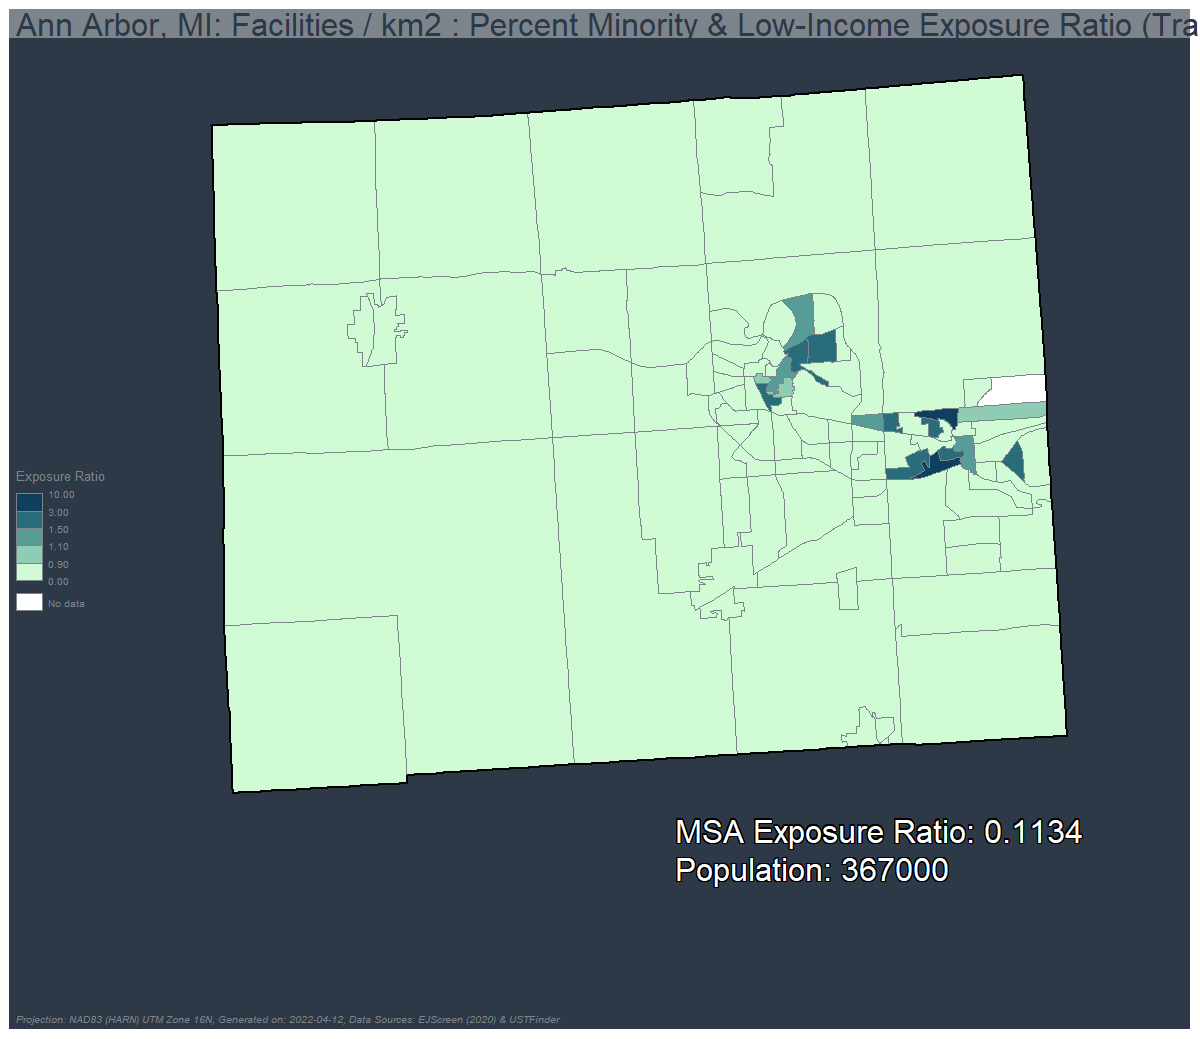 Ann Arbor, MI: Facilities / km2 : Percent Minority & Low-Income Exposure Ratio (Tra
Exposure Ratio
10.00
3.00
1.50
1.10
0.90
0.00
No data
MSA Exposure Ratio: 0.1134
Population: 367000
Projection: NAD83 (HARN) UTM Zone 16N, Generated on: 2022-04-12, Data Sources: EJScreen (2020) & USTFinder